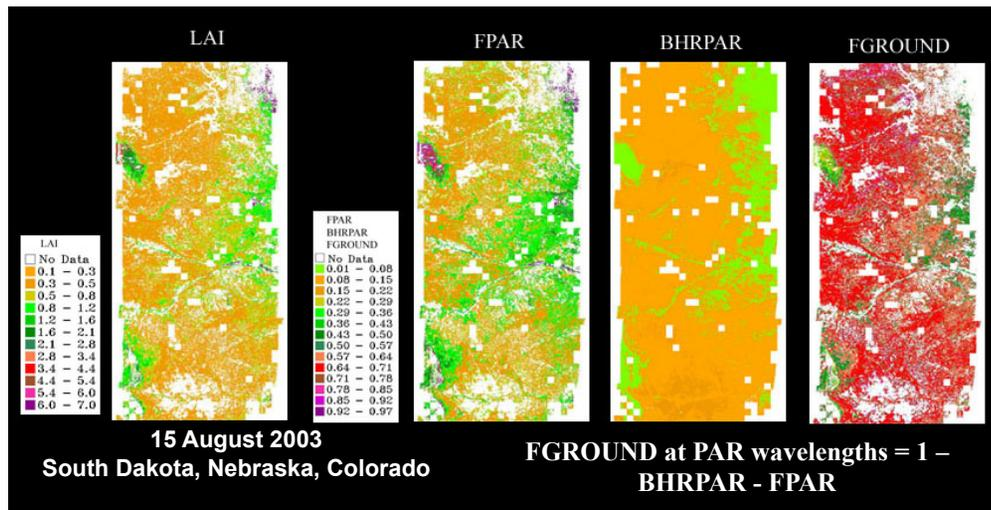 LAI
FPAR
BHRPAR
FGROUND
LAI
No Data
0.1 - 0.3
0.3 - 0.5
0.5 - 0.8
0.8 - 1.2
1.2 - 1.6
1.6 - 2.1
2.1 - 2.8
2.8 - 3.4
3.4 - 4.4
4.4 - 5.4
5.4 - 6.0
6.0 - 7.0
FPAR
BHRPAR
FGROUND
No Data
0.01 - 0.08
0.08 - 0.15
0.15 - 0.22
0.22 - 0.29
0.29 - 0.36
0.36 - 0.43
0.43 - 0.50
0.50 - 0.57
0.57 - 0.64
0.64 - 0.71
0.71 - 0.78
0.78 - 0.85
0.85 - 0.92
0.92 - 0.97
15 August 2003
South Dakota, Nebraska, Colorado
FGROUND at PAR wavelengths = 1 –
BHRPAR - FPAR